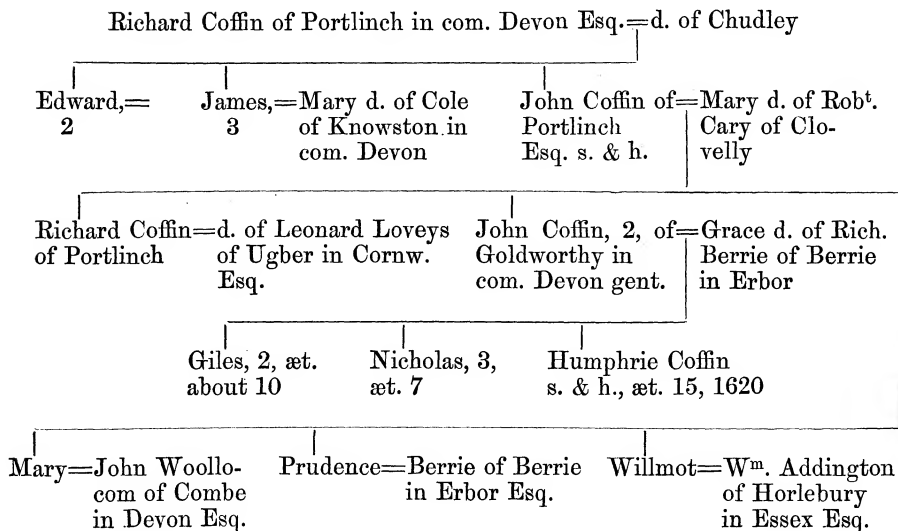 Richard Coffin of Portlinch in com. Devon Esq.=d. of Chudley
Edward,=
2
James,=Mary d. of Cole
3
of Knowston in
com. Devon
John Coffin of=Mary d. of Robt.
Portlinch
Esq. s. & h.
Cary of Clo-
velly
Richard Coffin=d. of Leonard Loveys
of Portlinch
of Ugber in Cornw.
Esq.
John Coffin, 2, of=Grace d. of Rich.
Goldworthy in
com. Devon gent.
Berrie of Berrie
in Erbor
Giles, 2, æt.
about 10
Nicholas, 3,
æt. 7
Humphrie Coffin
s. & h., æt. 15, 1620
Mary=John Woollo-
com of Combe
in Devon Esq.
Prudence=Berrie of Berrie
in Erbor Esq.
Willmot=Wm. Addington
of Horlebury
in Essex Esq.